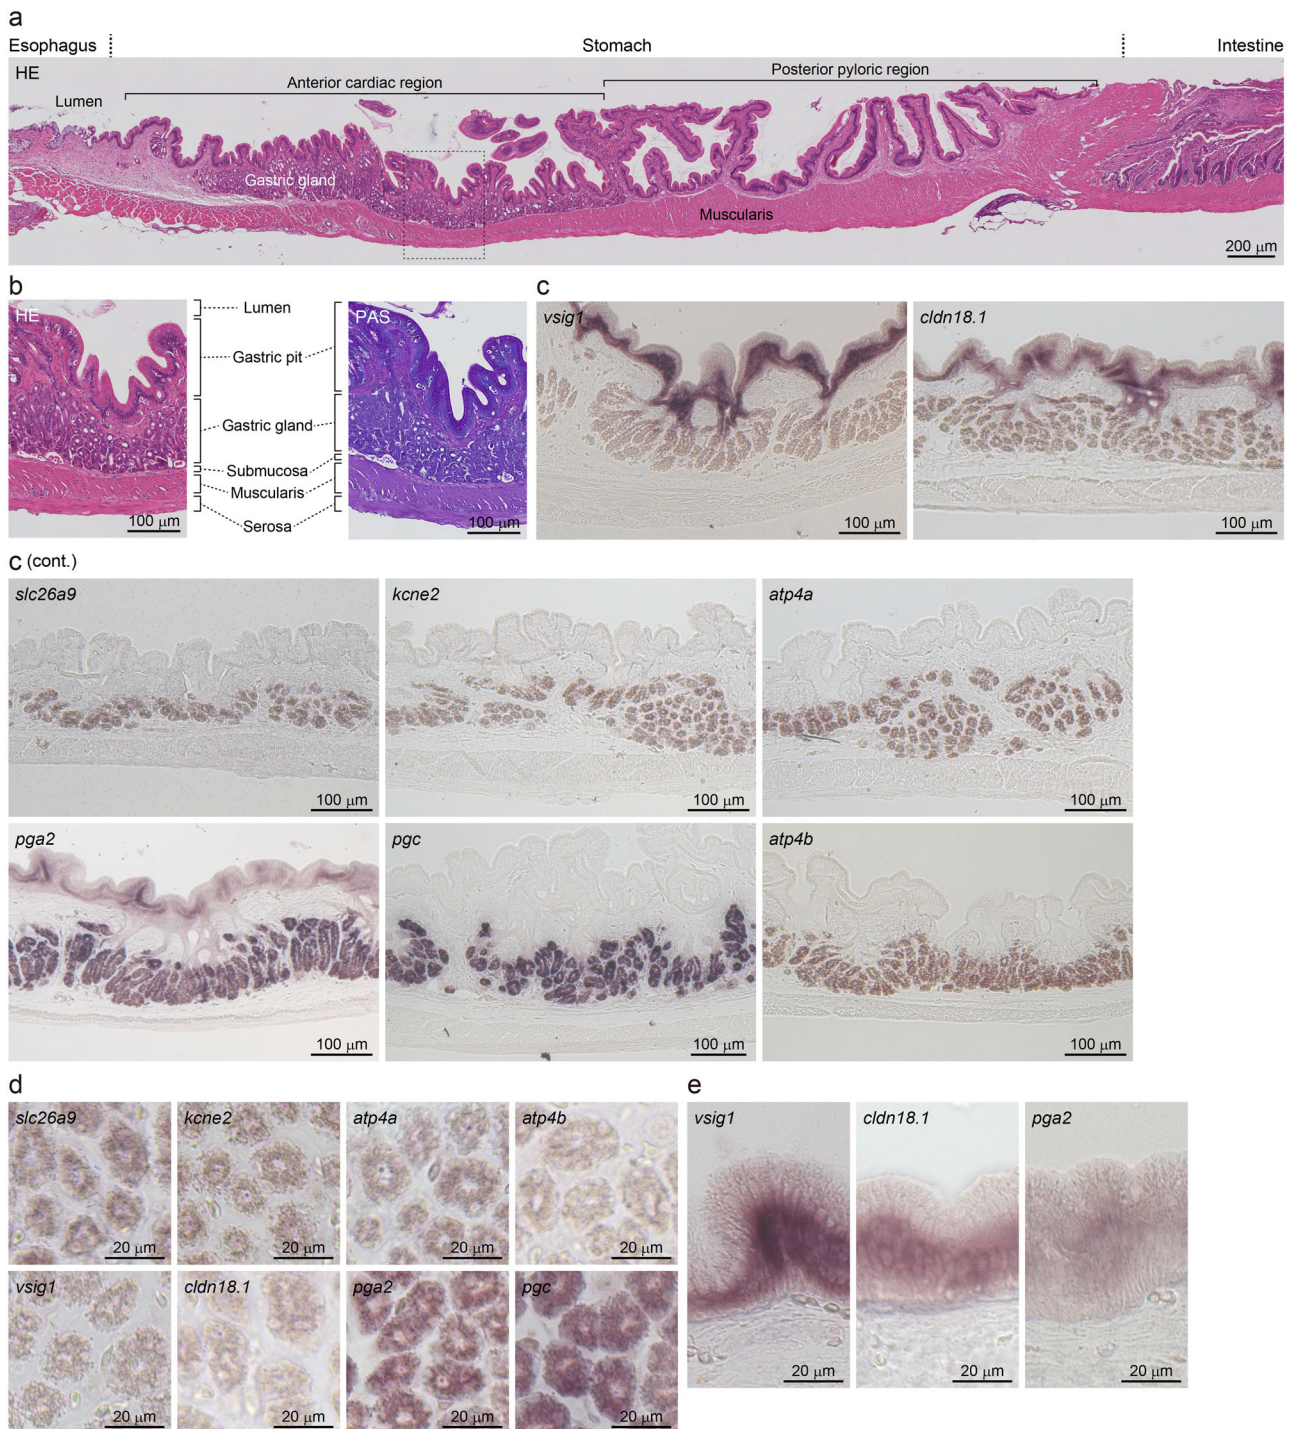 a
Esophagus
Stomach
Intestine
HE
Anterior cardiac region
Posterior pyloric region
Lumen
Gastric gland
Muscularis
200 μm
b
HE
Lumen
Gastric pit
Gastric gland
Submucosa
Muscularis
Serosa
100 μm
PAS
100 μm
c
vsig1
100 μm
cldn18.1
100 μm
c (cont.)
slc26a9
100 μm
kcne2
100 μm
atp4a
100 μm
pga2
100 μm
pgc
100 μm
atp4b
100 μm
d
slc26a9
20 μm
kcne2
20 μm
atp4a
20 μm
atp4b
20 μm
vsig1
20 μm
cldn18.1
20 μm
pga2
20 μm
pgc
20 μm
e
vsig1
20 μm
cldn18.1
20 μm
pga2
20 μm